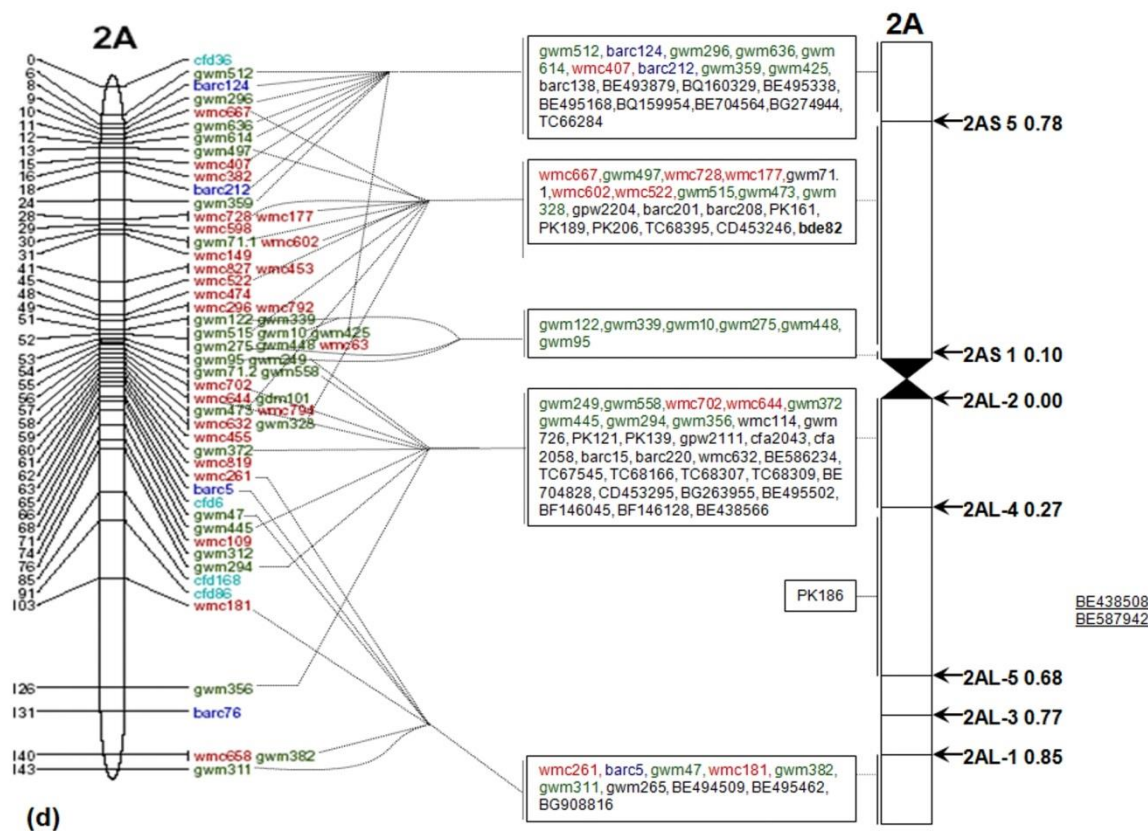 2A
0
6
8
9
10
11
12
13
15
16
18
24
28
29
30
31
41
45
48
49
51
52
53
54
55
56
57
58
59
60
61
62
63
65
66
68
71
74
76
85
91
103
126
131
140
143
cfd36
gwm512
barc124
gwm296
wmc667
gwm636
gwm614
gwm497
wmc407
wmc382
barc212
gwm359
wmc728 wmc177
wmc598
gwm71.1 wmc602
wmc149
wmc827 wmc453
wmc522
wmc474
wmc296 wmc792
gwm122 gwm339
gwm515 gwm10 gwm425
gwm275 gwm448 wmc63
gwm95 gwm249
gwm71.2 gwm558
wmc702
wmc644 gdm101
gwm473 wmc794
wmc632 gwm328
wmc455
gwm372
wmc819
wmc261
barc5
cfd6
gwm47
gwm445
wmc109
gwm312
gwm294
cfd168
cfd86
wmc181
gwm356
barc76
wmc658 gwm382
gwm311
(d)
gwm512, barc124, gwm296, gwm636, gwm
614, wmc407, barc212, gwm359, gwm425,
barc138, BE493879, BQ160329, BE495338,
BE495168, BQ159954, BE704564, BG274944,
TC66284
wmc667, gwm497, wmc728, wmc177, gwm71.
1, wmc602, wmc522, gwm515, gwm473, gwm
328, gpw2204, barc201, barc208, PK161,
PK189, PK206, TC68395, CD453246, bde82
gwm122, gwm339, gwm10, gwm275, gwm448,
gwm95
gwm249, gwm558, wmc702, wmc644, gwm372
gwm445, gwm294, gwm356, wmc114, gwm
726, PK121, PK139, gpw2111, cfa2043, cfa
2058, barc15, barc220, wmc632, BE586234,
TC67545, TC68166, TC68307, TC68309, BE
704828, CD453295, BG263955, BE495502,
BF146045, BF146128, BE438566
PK186
wmc261, barc5, gwm47, wmc181, gwm382,
gwm311, gwm265, BE494509, BE495462,
BG908816
2A
2AS 5 0.78
2AS 1 0.10
2AL-2 0.00
2AL-4 0.27
2AL-5 0.68
2AL-3 0.77
2AL-1 0.85
BE438508
BE587942